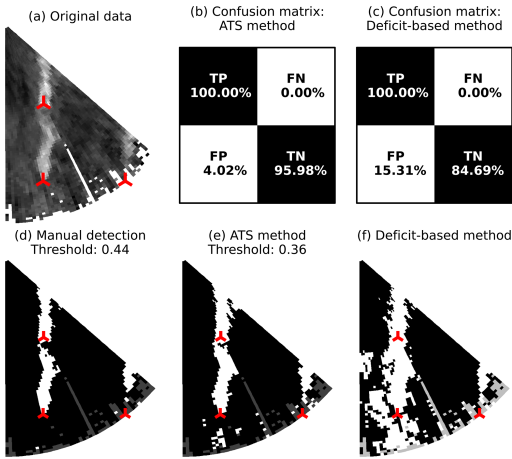 (a) Original data
(b) Confusion matrix:
ATS method
(c) Confusion matrix:
Deficit-based method
TP
100.00%
FN
0.00%
FP
4.02%
TN
95.98%
TP
100.00%
FN
0.00%
FP
15.31%
TN
84.69%
(d) Manual detection
Threshold: 0.44
(e) ATS method
Threshold: 0.36
(f) Deficit-based method